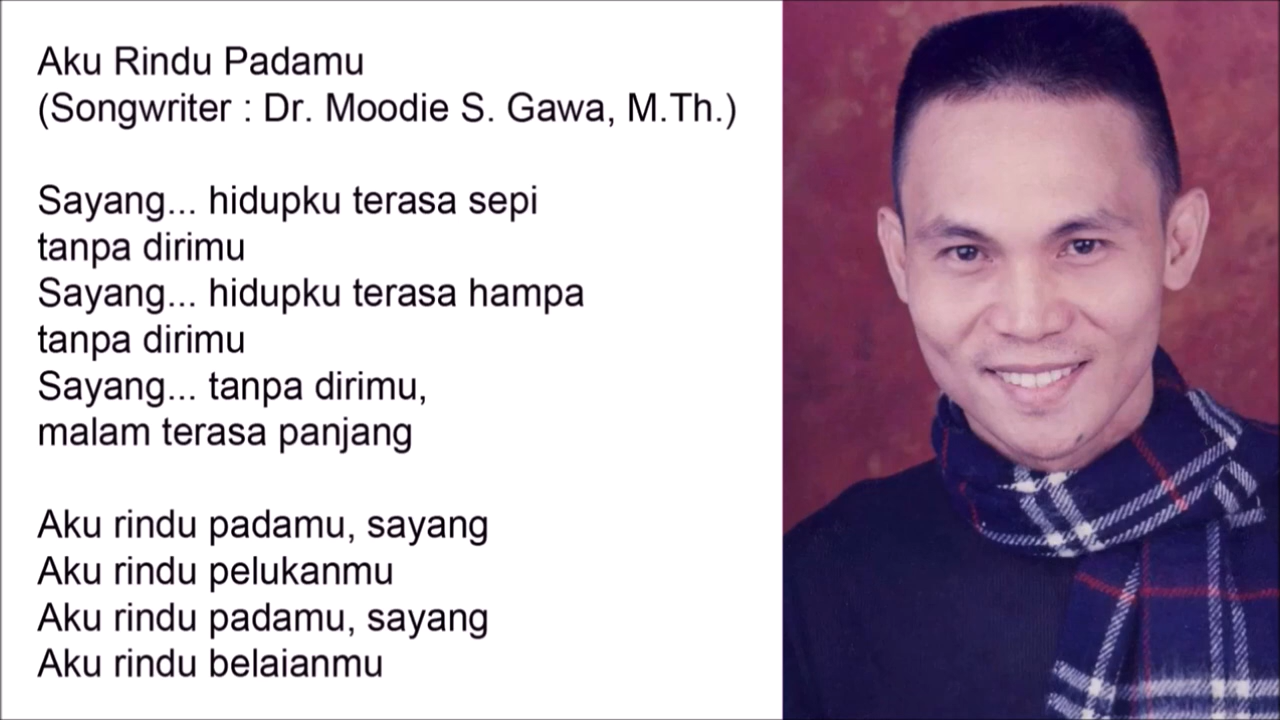 Aku Rindu Padamu
(Songwriter : Dr. Moodie S. Gawa, M.Th.)
Sayang... hidupku terasa sepi
tanpa dirimu
Sayang... hidupku terasa hampa
tanpa dirimu
Sayang... tanpa dirimu,
malam terasa panjang
Aku rindu padamu, sayang
Aku rindu pelukanmu
Aku rindu padamu, sayang
Aku rindu belaianmu